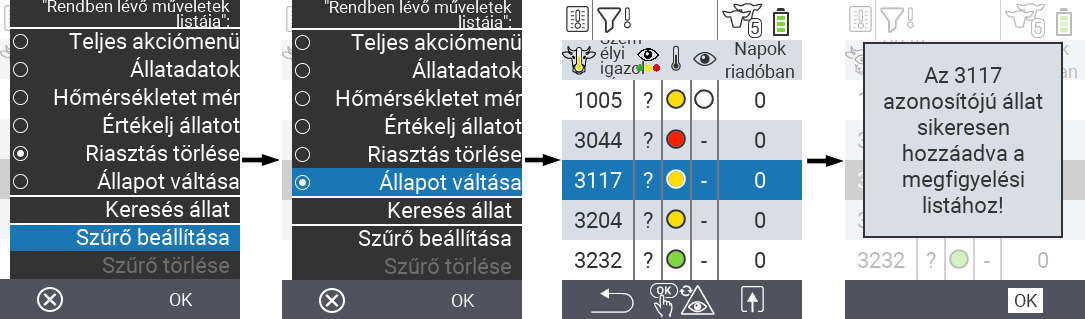 "Rendben lévő műveletek
listája":
Teljes akciómenü
Állatadatok
Hőmérsékletet mér
Értékelj állatot
Riasztás törlése
Állapot váltása
Keresés állat
Szűrő beállítása
Szűrő törlése
OK
"Rendben lévő műveletek
listája":
Teljes akciómenü
Állatadatok
Hőmérsékletet mér
Értékelj állatot
Riasztás törlése
Állapot váltása
Keresés állat
Szűrő beállítása
Szűrő törlése
OK
5
Szem
élyi
igazol
Napok
riadóban
1005 ? 0
3044 ? - 0
3117 ? - 0
3204 ? - 0
3232 ? - 0
OK
5
Az 3117
azonosítójú állat
sikeresen
hozzáadva a
megfigyelési
listához!
3232 ? - 0
OK